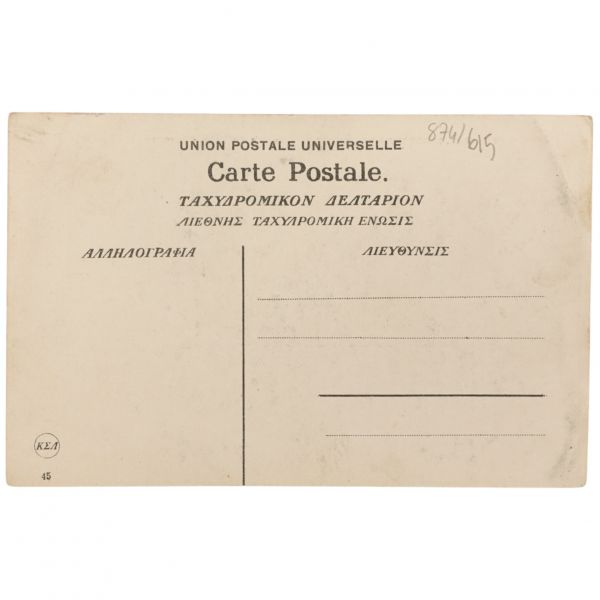 874/615
UNION POSTALE UNIVERSELLE
Carte Postale.
ΤΑΧΥΔΡΟΜΙΚΟΝ ΔΕΛΤΑΡΙΟΝ
ΔΙΕΘΝΗΣ ΤΑΧΥΔΡΟΜΙΚΗ ΕΝΩΣΙΣ
ΑΛΛΗΛΟΓΡΑΦΙΑ
ΔΙΕΥΘΥΝΣΙΣ
ΚΣΛ
45